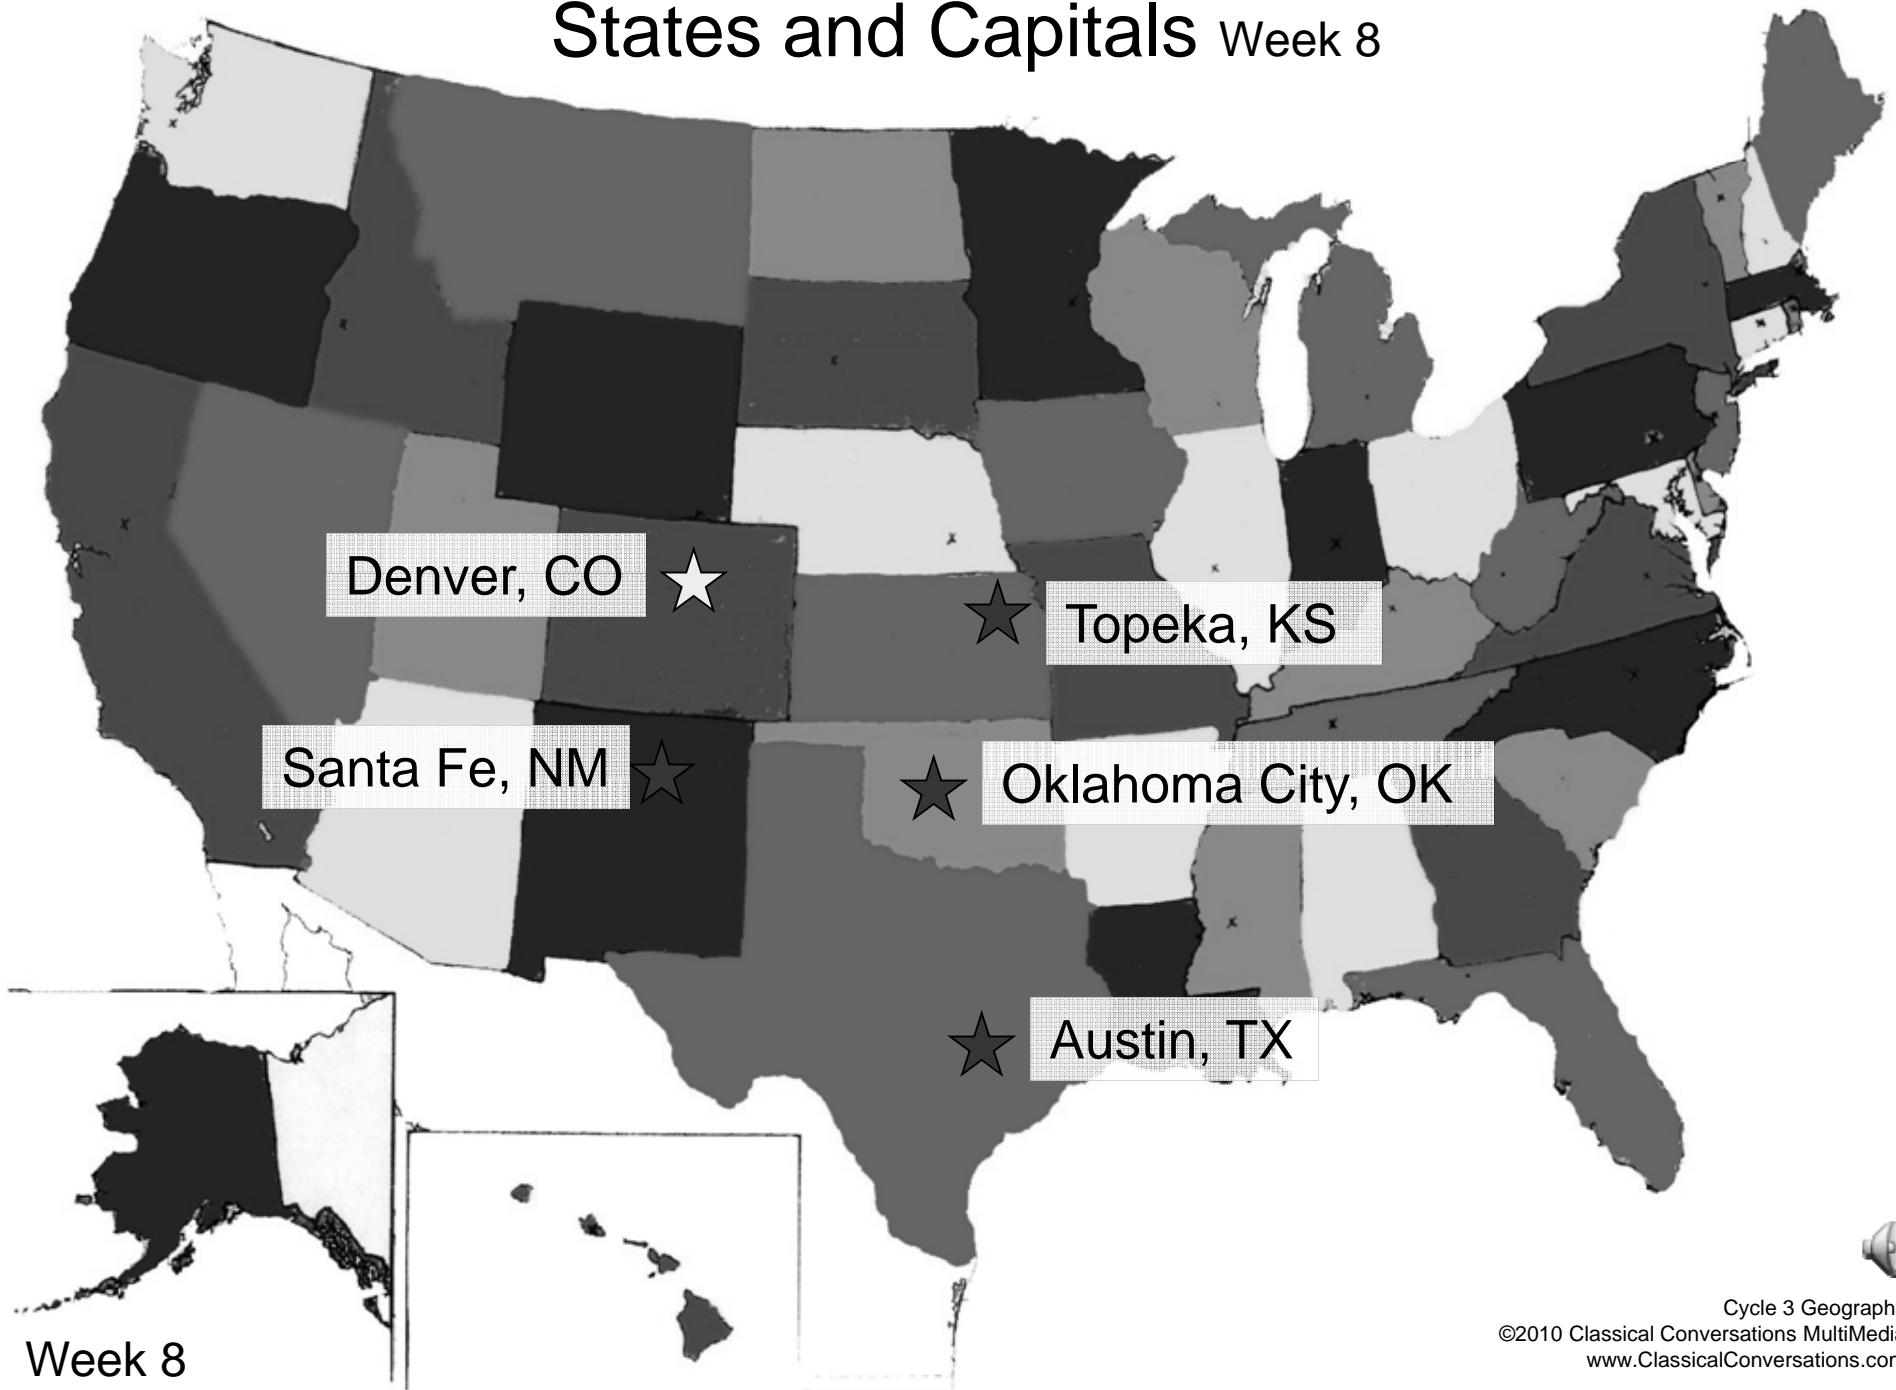 States and Capitals Week 8
Denver, CO
Topeka, KS
Santa Fe, NM
Oklahoma City, OK
Austin, TX
Cycle 3 Geograph
©2010 Classical Conversations MultiMedia
www.ClassicalConversations.com
Week 8